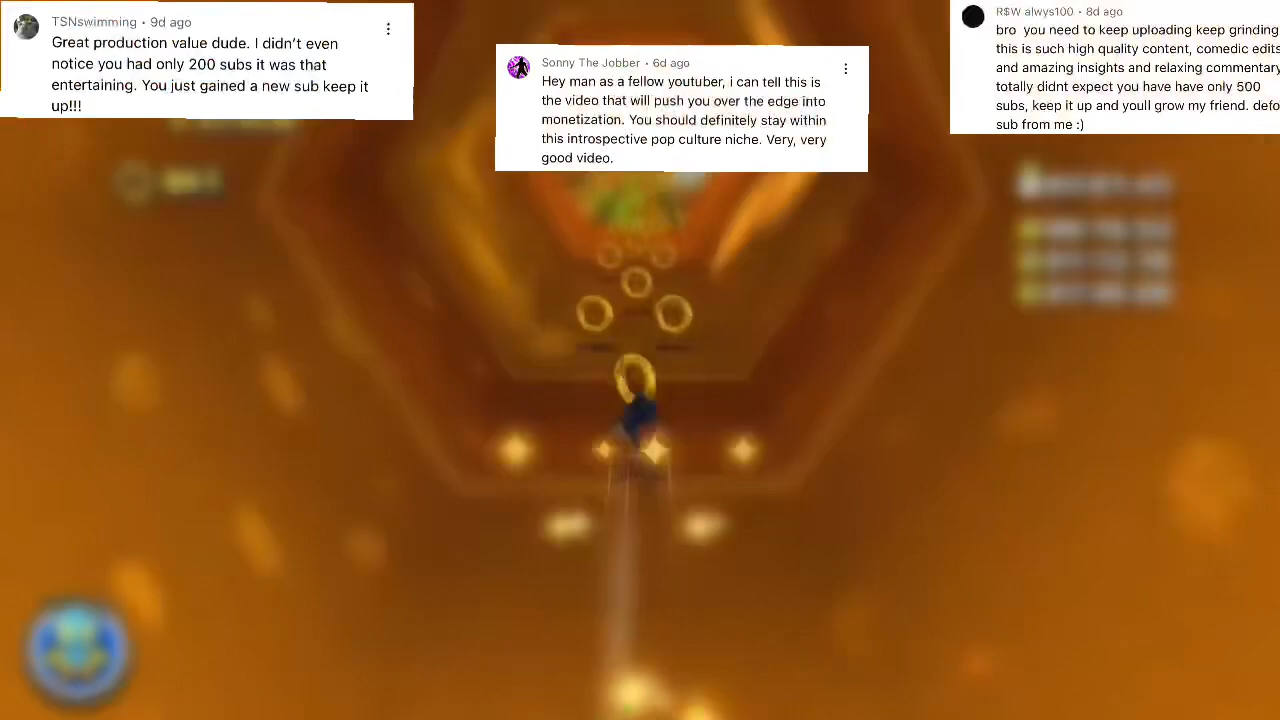 TSNswimming • 9d ago
Great production value dude. I didn't even
notice you had only 200 subs it was that
entertaining. You just gained a new sub keep it
up!!!
Sonny The Jobber • 6d ago
Hey man as a fellow youtuber, i can tell this is
the video that will push you over the edge into
monetization. You should definitely stay within
this introspective pop culture niche. Very, very
good video.
R$W alwys100 • 8d ago
bro you need to keep uploading keep grinding
this is such high quality content, comedic edits
and amazing insights and relaxing commentary
totally didnt expect you have have only 500
subs, keep it up and youll grow my friend. defo
sub from me :)